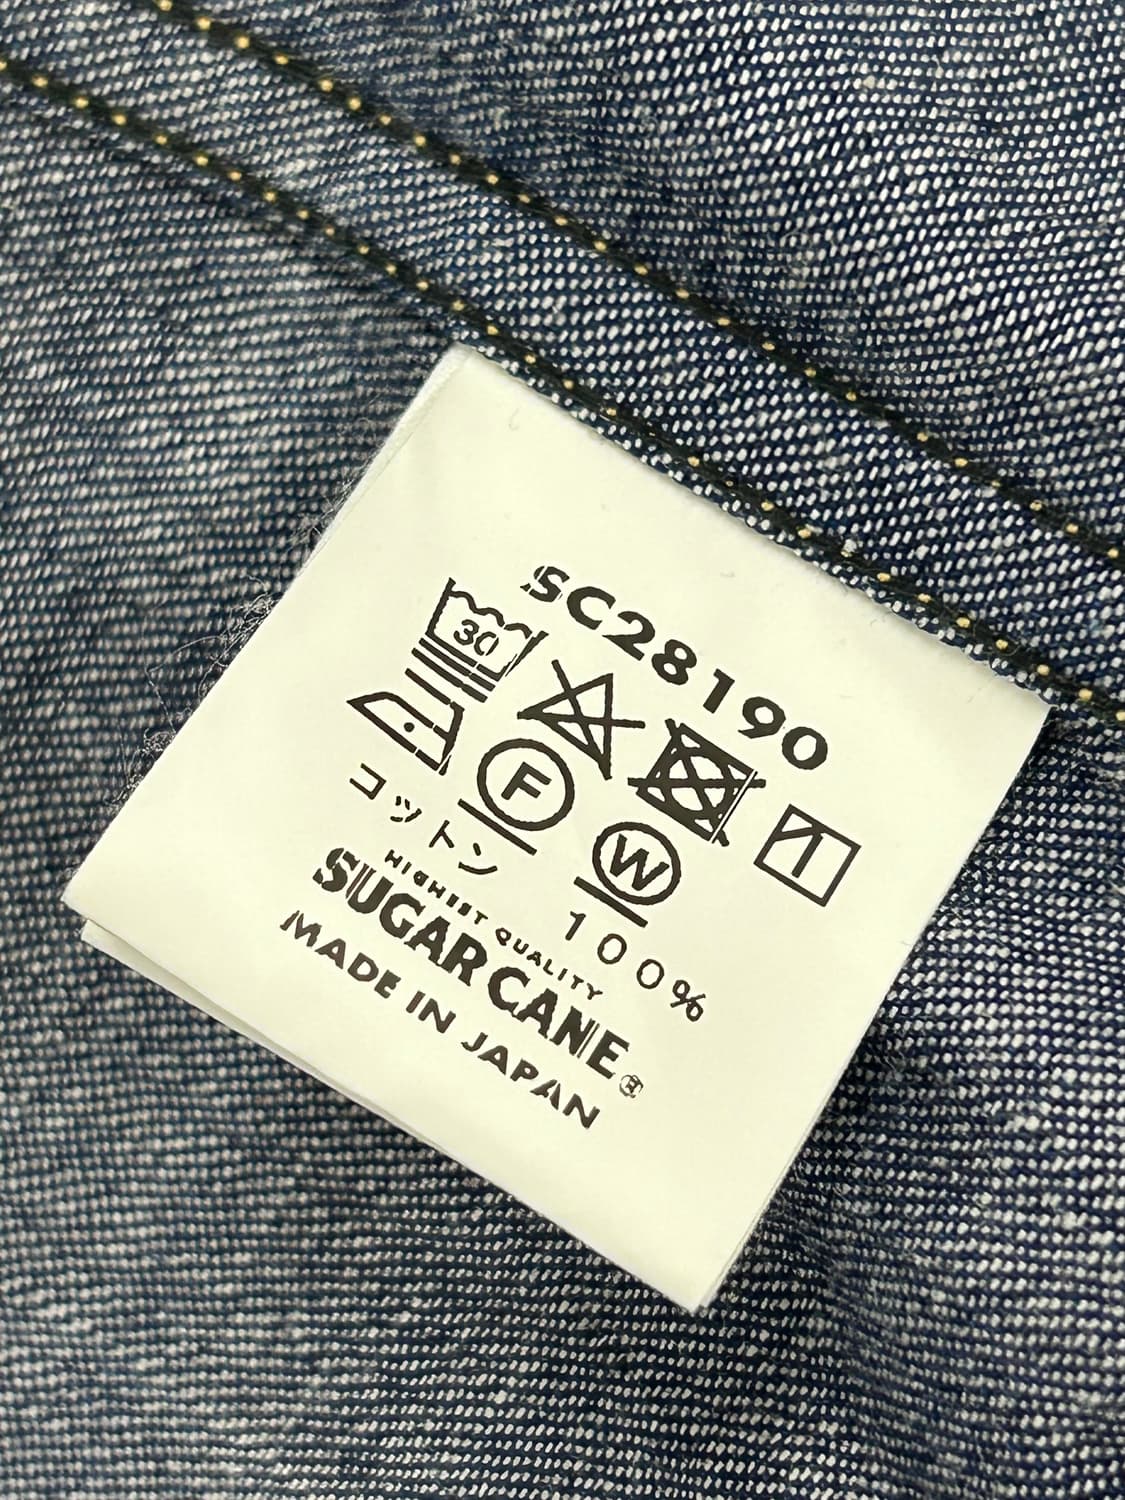 SC28190
30
F
W
コットン 100%
HIGHEST QUALITY
SUGAR CANE®
MADE IN JAPAN